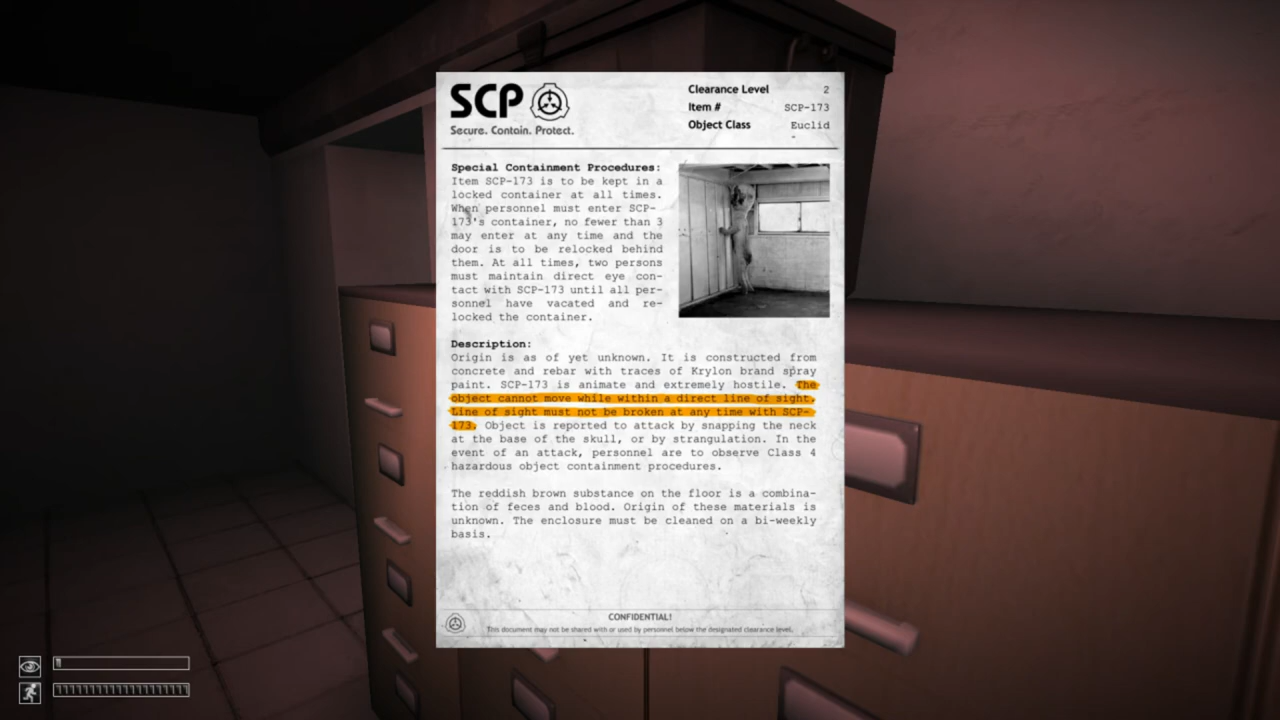 SCP
Secure. Contain. Protect.
Clearance Level 2
Item # SCP-173
Object Class Euclid
-
Special Containment Procedures:
Item SCP-173 is to be kept in a
locked container at all times.
When personnel must enter SCP-
173's container, no fewer than 3
may enter at any time and the
door is to be relocked behind
them. At all times, two persons
must maintain direct eye con-
tact with SCP-173 until all per-
sonnel have vacated and re-
locked the container.
Description:
Origin is as of yet unknown. It is constructed from
concrete and rebar with traces of Krylon brand spray
paint. SCP-173 is animate and extremely hostile. The
object cannot move while within a direct line of sight.
Line of sight must not be broken at any time with SCP-
173. Object is reported to attack by snapping the neck
at the base of the skull, or by strangulation. In the
event of an attack, personnel are to observe Class 4
hazardous object containment procedures.
The reddish brown substance on the floor is a combina-
tion of feces and blood. Origin of these materials is
unknown. The enclosure must be cleaned on a bi-weekly
basis.
CONFIDENTIAL!
This document may not be shared with or used by personnel below the designated clearance level.